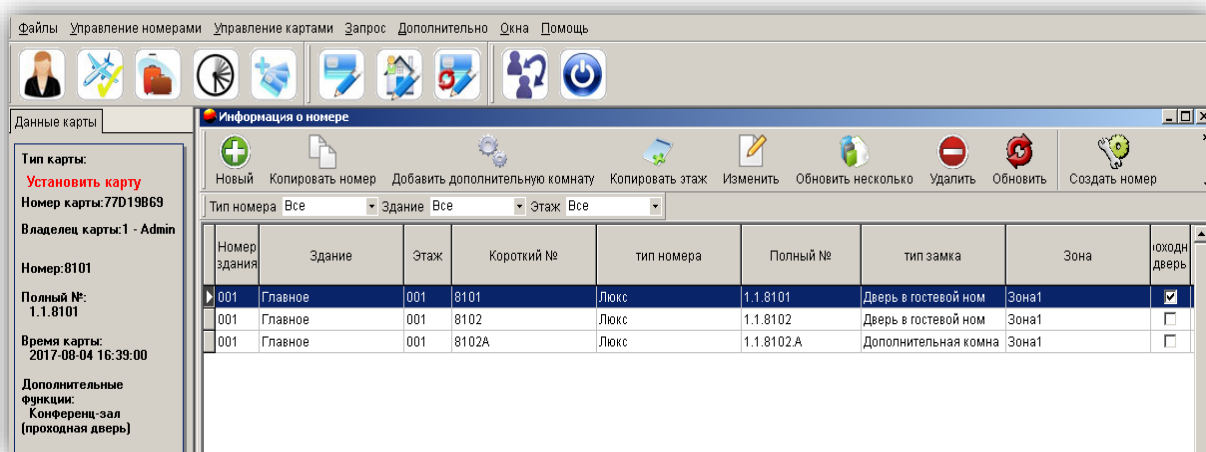 Файлы Управление номерами Управление картами Запрос Дополнительно Окна Помощь
Данные карты
Тип карты:
Установить карту
Номер карты:77D19B69
Владелец карты:1 - Admin
Номер:8101
Полный №:
1.1.8101
Время карты:
2017-08-04 16:39:00
Дополнительные
функции:
Конференц-зал
(проходная дверь)
Информация о номере
Новый Копировать номер Добавить дополнительную комнату Копировать этаж Изменить Обновить несколько Удалить Обновить Создать номер
Тип номера Все Здание Все Этаж Все
Номер здания Здание Этаж Короткий № тип номера Полный № тип замка Зона оходн дверь
001 Главное 001 8101 Люкс 1.1.8101 Дверь в гостевой ном Зона1
001 Главное 001 8102 Люкс 1.1.8102 Дверь в гостевой ном Зона1
001 Главное 001 8102A Люкс 1.1.8102.A Дополнительная комна Зона1